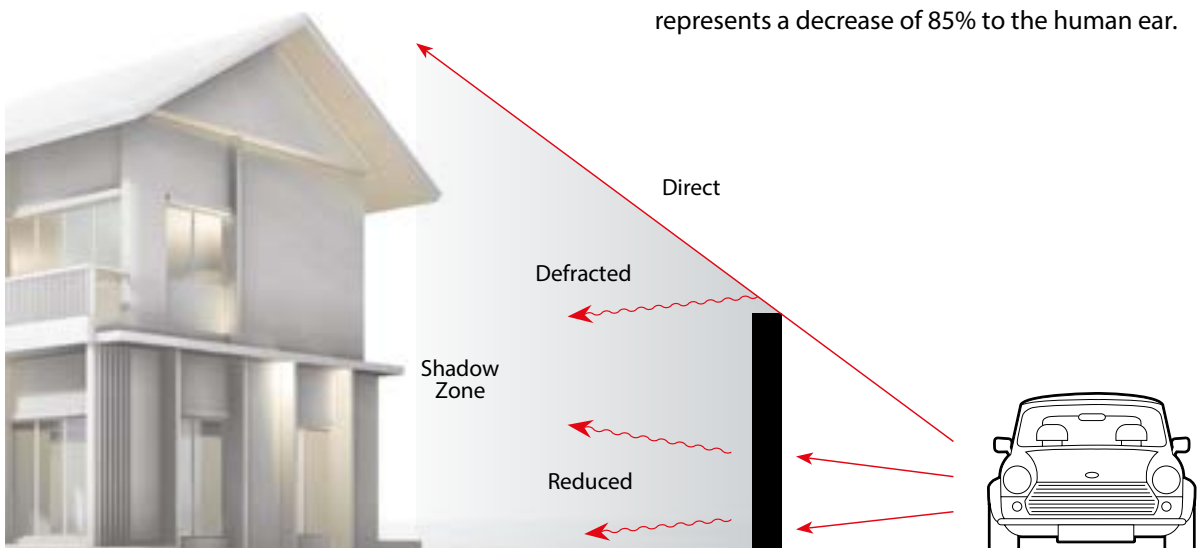 represents a decrease of 85% to the human ear.
Direct
Defracted
Shadow
Zone
Reduced